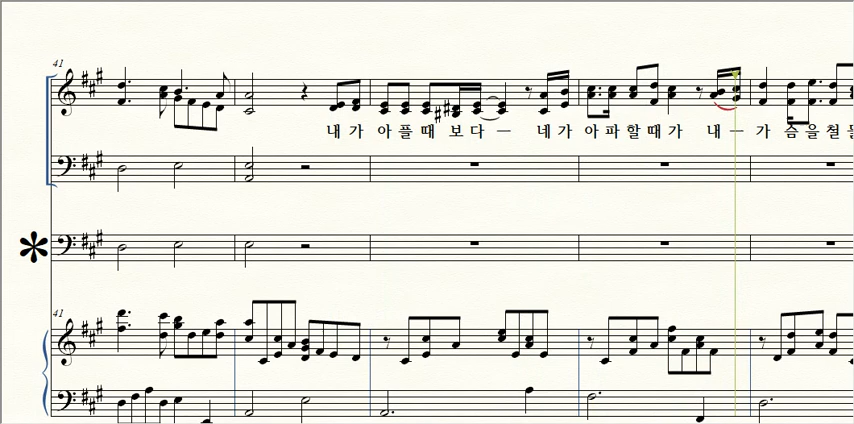 41
내 가 아 플 때 보 다 — 네 가 아 파 할 때 가 내 — 가 슴 을 철
41